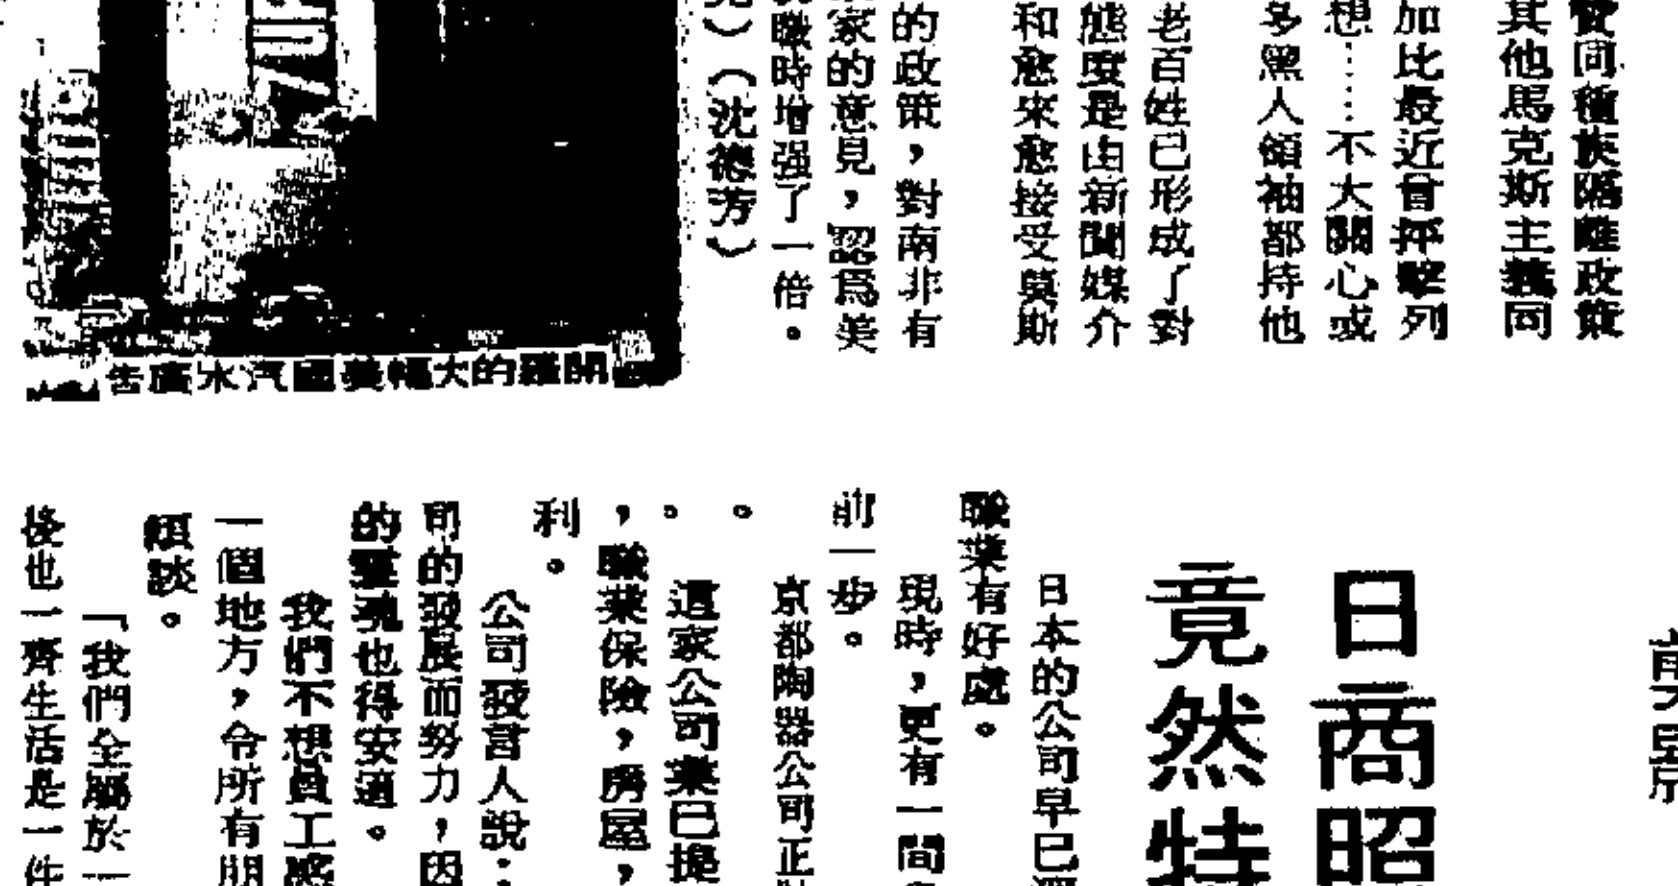 贊同種族隔離政策
其他馬克斯主義同
加比最近曾抨擊列
想……不大關心或
多黑人領袖都持他
老百姓已形成了對
態度是由新聞媒介
和愈來愈接受莫斯
的政策，對南非有
家的意見，認爲美
職時增强了一倍。
）（沈德芳）
開羅的大幅美國汽水廣告
日商昭
竟然特
日本的公司早已
職業有好處。
現時，更有一間
前一步。
京都陶器公司正
。
這家公司業已提
。
，職業保險，房屋，
利。
公司發言人說：
司的發展而努力，因
的靈魂也得安適。
我們不想員工感
一個地方，令所有朋
傾談。
「我們全屬於一
後也一齊生活是一件